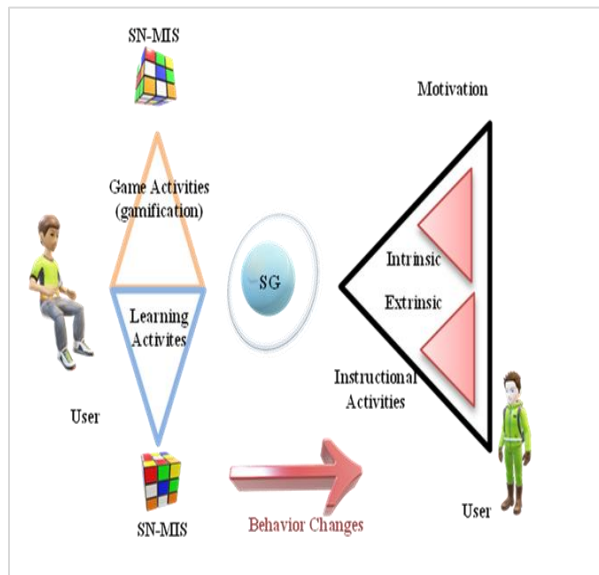 SN-MIS
Motivation
Game Activities
(gamification)
SG
Intrinsic
Extrinsic
Learning
Activites
Instructional
Activities
User
SN-MIS
Behavior Changes
User